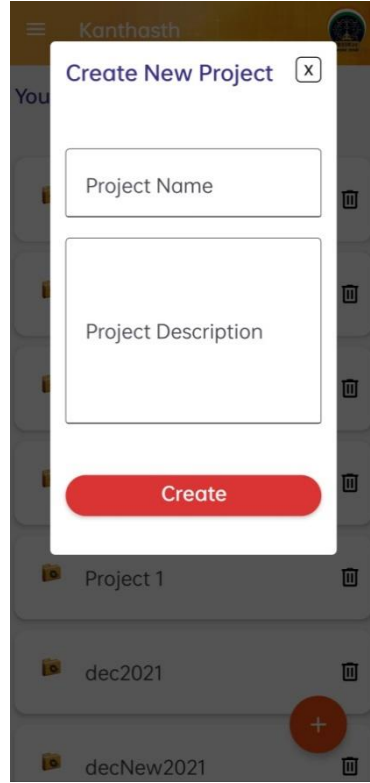 Kanthasth
Create New Project
X
You
Project Name
Project Description
Create
Project 1
dec2021
+
decNew2021